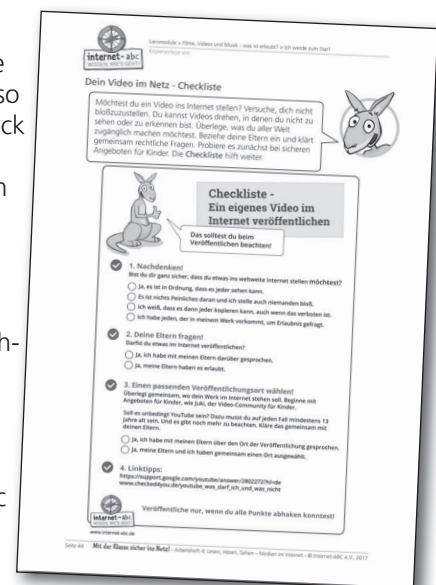 e
so
ck
n
h-
c
internet-abc
WISSEN, WIE'S GEHT!
Lernmodule > Filme, Videos und Musik - was ist erlaubt? > Ich werde zum Star!
Kopiervorlage
Dein Video im Netz - Checkliste
Möchtest du ein Video ins Internet stellen? Versuche, dich nicht
bloßzustellen. Du kannst Videos drehen, in denen du nicht zu
sehen oder zu erkennen bist. Überlege, was du aller Welt
zugänglich machen möchtest. Beziehe deine Eltern ein und klärt
gemeinsam rechtliche Fragen. Probiere es zunächst bei sicheren
Angeboten für Kinder. Die Checkliste hilft weiter.
Checkliste -
Ein eigenes Video im
Internet veröffentlichen
Das solltest du beim
Veröffentlichen beachten!
1. Nachdenken!
Bist du dir ganz sicher, dass du etwas ins weltweite Internet stellen möchtest?
Ja, es ist in Ordnung, dass es jeder sehen kann.
Es ist nichts Peinliches daran und ich stelle auch niemanden bloß.
Ich weiß, dass es dann jeder kopieren kann, auch wenn das verboten ist.
Ich habe jeden, der in meinem Werk vorkommt, um Erlaubnis gefragt.
2. Deine Eltern fragen!
Darfst du etwas im Internet veröffentlichen?
Ja, ich habe mit meinen Eltern darüber gesprochen.
Ja, meine Eltern haben es erlaubt.
3. Einen passenden Veröffentlichungsort wählen!
Überlegt gemeinsam, wo dein Werk im Internet stehen soll. Beginne mit
Angeboten für Kinder, wie Juki, der Video-Community für Kinder.
Soll es unbedingt YouTube sein? Dazu musst du auf jeden Fall mindestens 13
Jahre alt sein. Und es gibt noch mehr zu beachten. Kläre das gemeinsam mit
deinen Eltern.
Ja, ich habe mit meinen Eltern über den Ort der Veröffentlichung gesprochen.
Ja, meine Eltern und ich haben gemeinsam einen Ort ausgewählt.
4. Linktipps:
https://support.google.com/youtube/answer/2802272?hl=de
www.checked4you.de/youtube_was_darf_ich_und_was_nicht
Veröffentliche nur, wenn du alle Punkte abhaken konntest!
internet-abc
www.internet-abc.de
Seite 44 Mit der Klasse sicher ins Netz! - Arbeitsheft 4: Lesen, Hören, Sehen - Medien im Internet - © Internet-ABC e.V., 2017